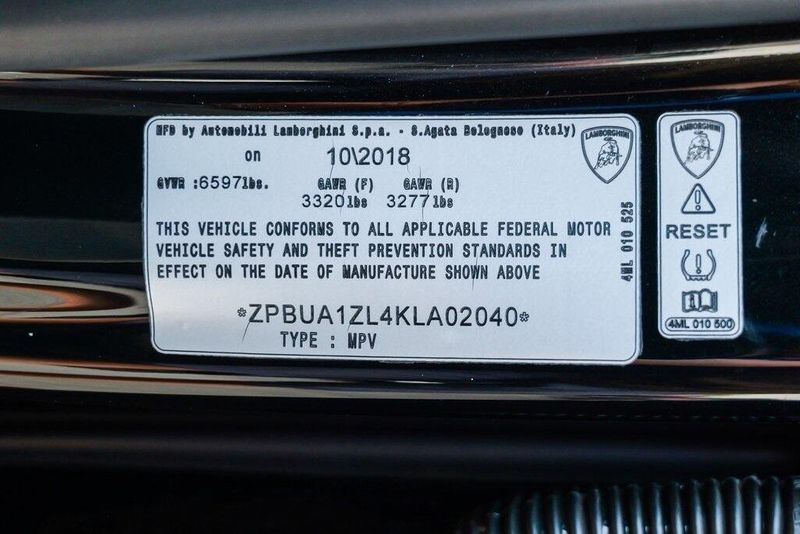 MFD by Automobili Lamborghini S.p.a. - S.Agata Bolognese (Italy)
on 10\2018
GVWR :6597lbs. GAWR (F) GAWR (R)
3320lbs 3277lbs
THIS VEHICLE CONFORMS TO ALL APPLICABLE FEDERAL MOTOR
VEHICLE SAFETY AND THEFT PREVENTION STANDARDS IN
EFFECT ON THE DATE OF MANUFACTURE SHOWN ABOVE
*ZPBUA1ZL4KLA02040*
TYPE : MPV
LAMBORGHINI
4ML 010 525
LAMBORGHINI
RESET
4ML 010 500